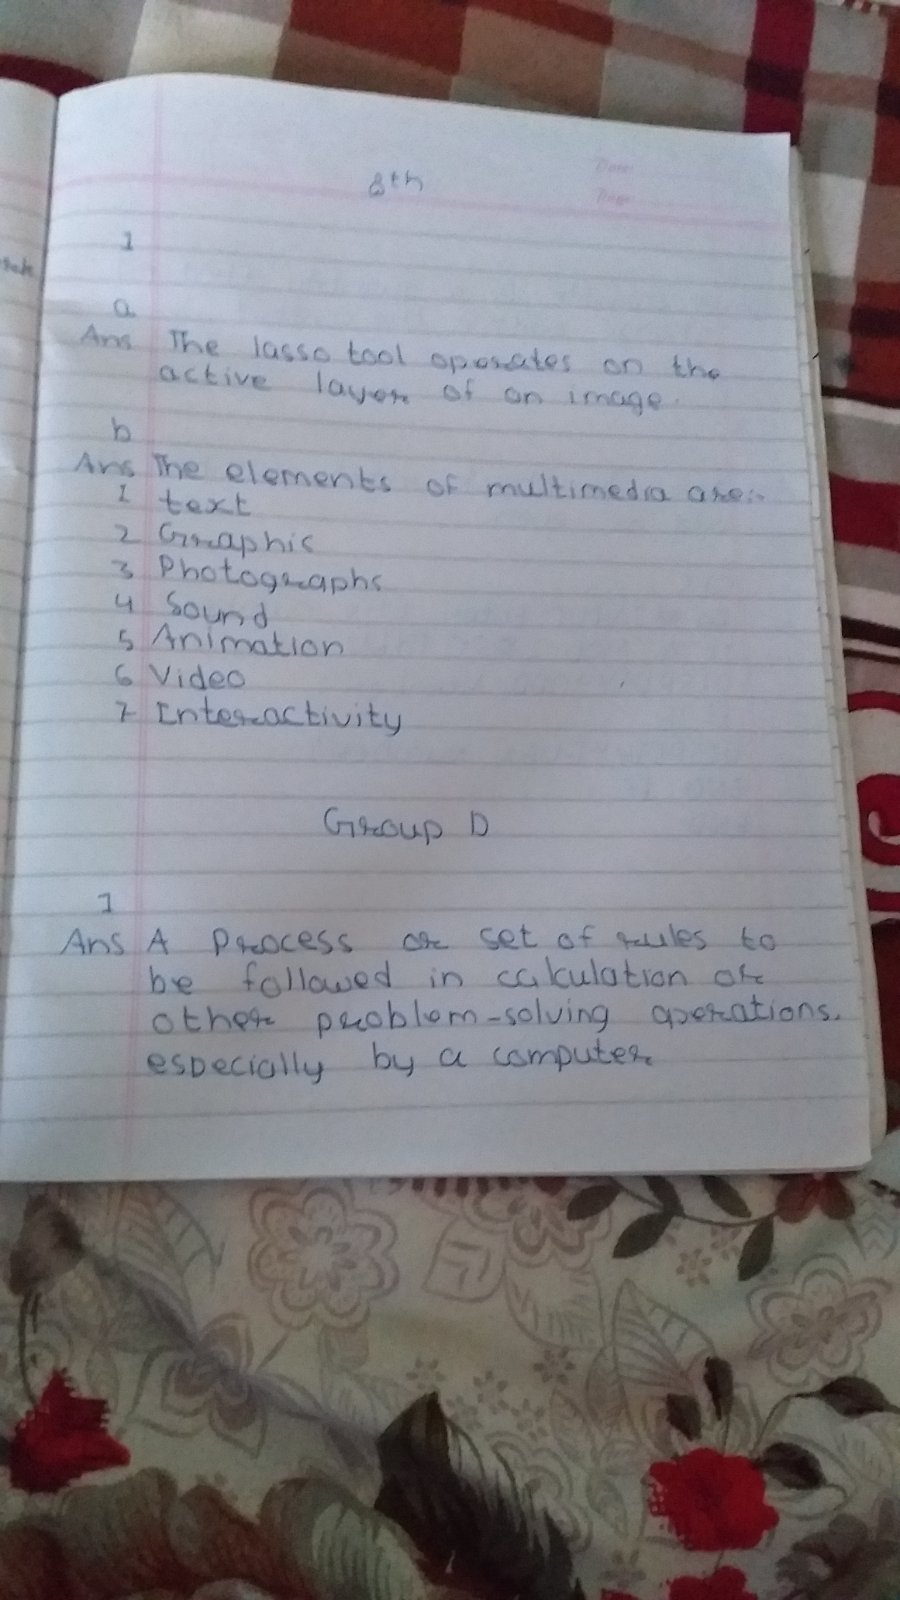 8th
1
a
Ans The lasso tool operates on the
active layer of an image.
b
Ans The elements of multimedia are:-
1 text
2 Graphic
3 Photographs
4 Sound
5 Animation
6 Video
7 Interactivity
Group D
1
Ans A process or set of rules to
be followed in calculation or
other problem-solving operations.
especially by a computer